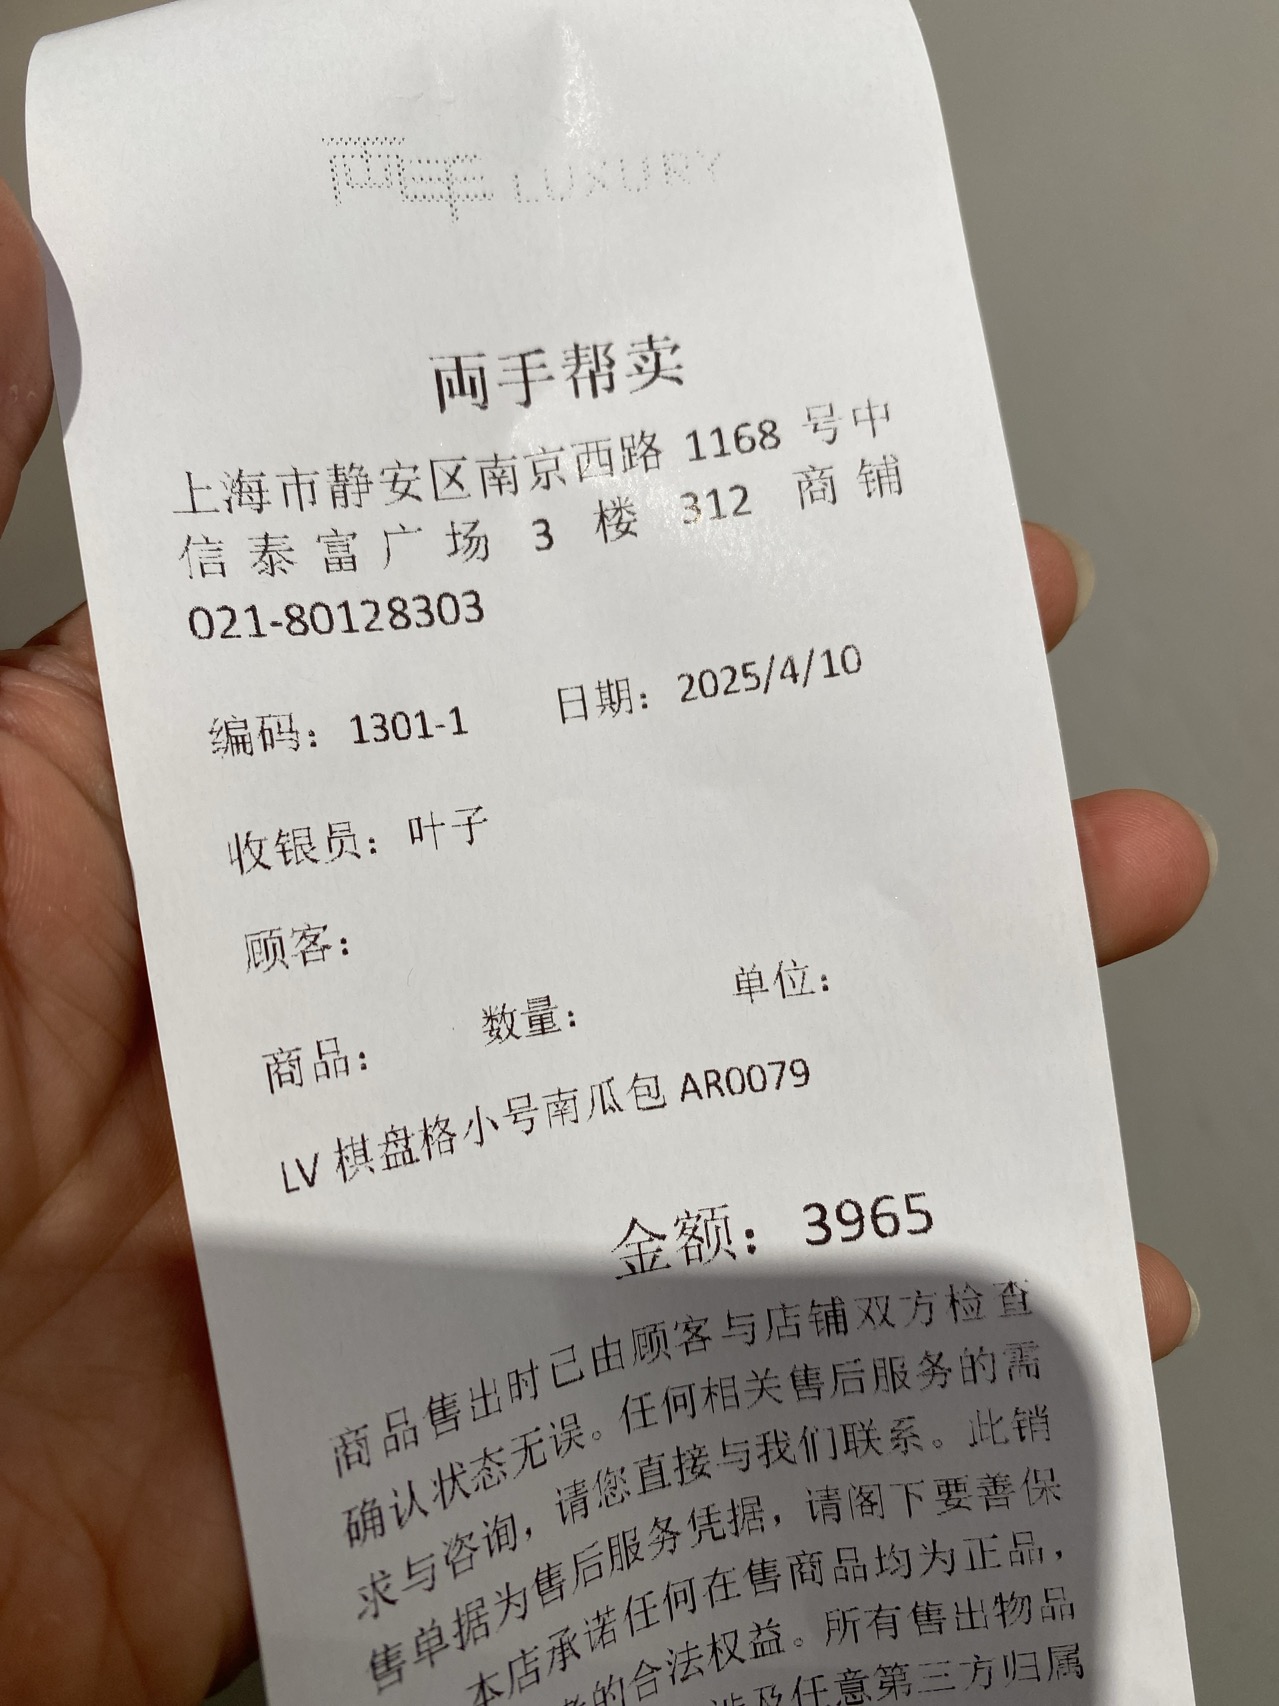 両手 LUXURY
両手帮卖
上海市静安区南京西路 1168 号中
信泰富广场 3 楼 312 商铺
021-80128303
编码：1301-1 日期：2025/4/10
收银员：叶子
顾客：
商品： 数量： 单位：
LV 棋盘格小号南瓜包 AR0079
金额：3965
商品售出时已由顾客与店铺双方检查
确认状态无误。任何相关售后服务的需
求与咨询，请您直接与我们联系。此销
售单据为售后服务凭据，请阁下要善保
本店承诺任何在售商品均为正品，
的合法权益。所有售出物品
涉及任意第三方归属